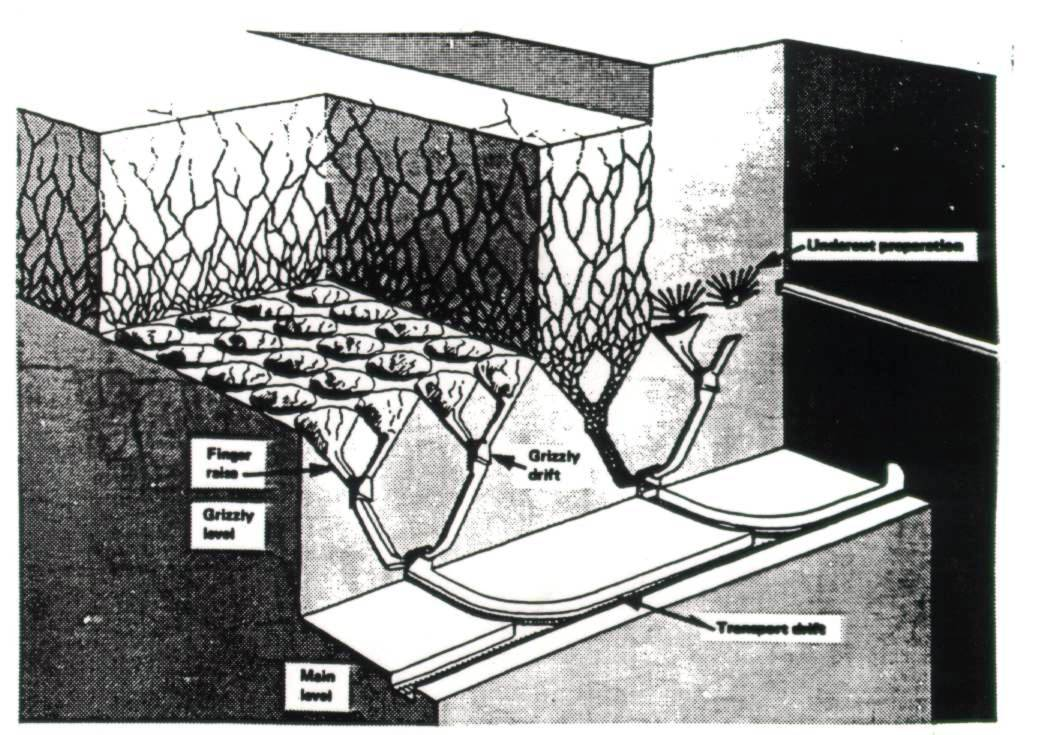 Undercut preparation
Finger
raise
Grizzly
drift
Grizzly
level
Transport drift
Main
level